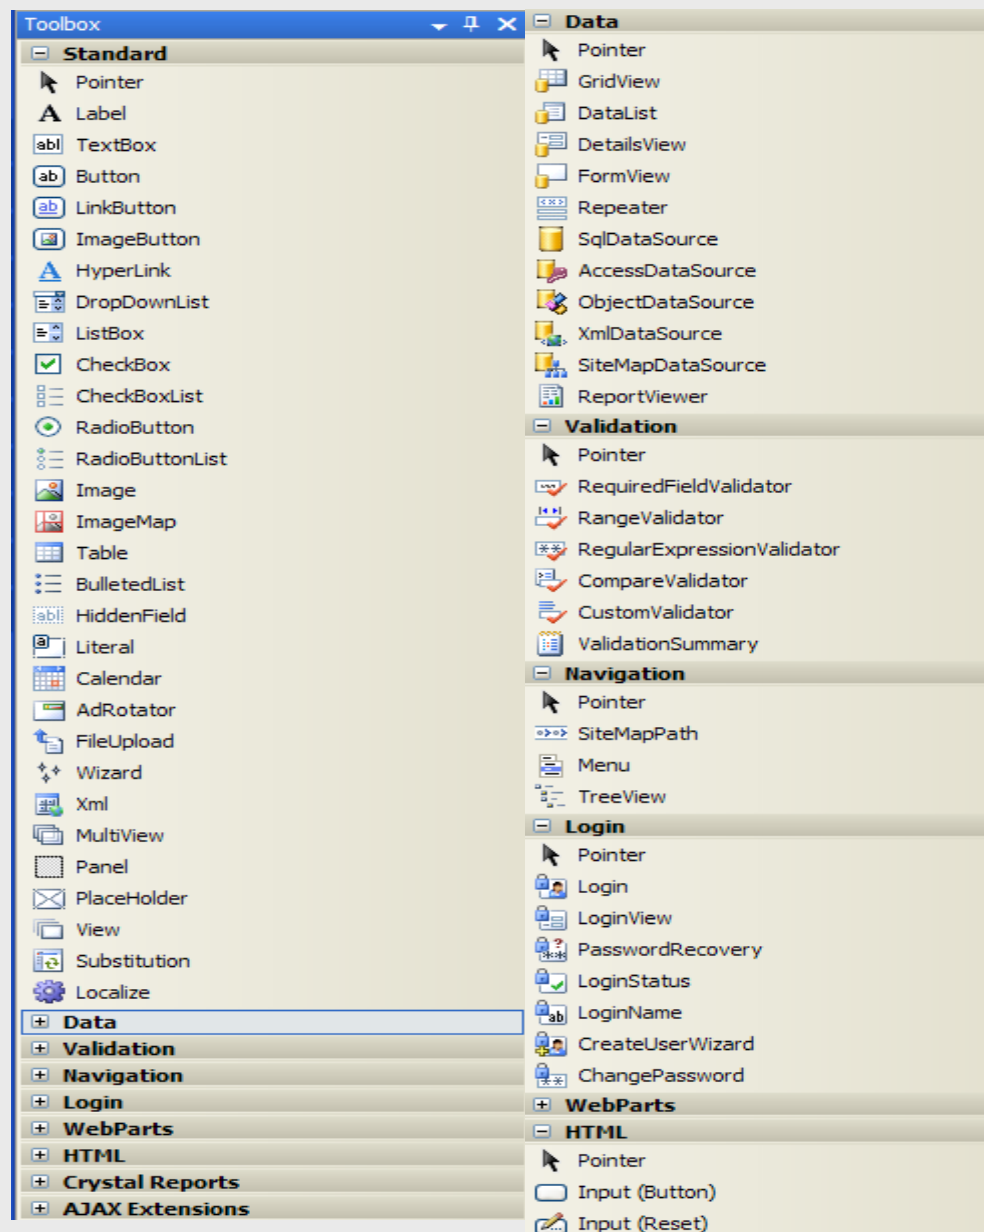 Toolbox
Standard
Pointer
Label
TextBox
Button
LinkButton
ImageButton
HyperLink
DropDownList
ListBox
CheckBox
CheckBoxList
RadioButton
RadioButtonList
Image
ImageMap
Table
BulletedList
HiddenField
Literal
Calendar
AdRotator
FileUpload
Wizard
Xml
MultiView
Panel
PlaceHolder
View
Substitution
Localize
Data
Validation
Navigation
Login
WebParts
HTML
Crystal Reports
AJAX Extensions
Data
Pointer
GridView
DataList
DetailsView
FormView
Repeater
SqlDataSource
AccessDataSource
ObjectDataSource
XmlDataSource
SiteMapDataSource
ReportViewer
Validation
Pointer
RequiredFieldValidator
RangeValidator
RegularExpressionValidator
CompareValidator
CustomValidator
ValidationSummary
Navigation
Pointer
SiteMapPath
Menu
TreeView
Login
Pointer
Login
LoginView
PasswordRecovery
LoginStatus
LoginName
CreateUserWizard
ChangePassword
WebParts
HTML
Pointer
Input (Button)
Input (Reset)